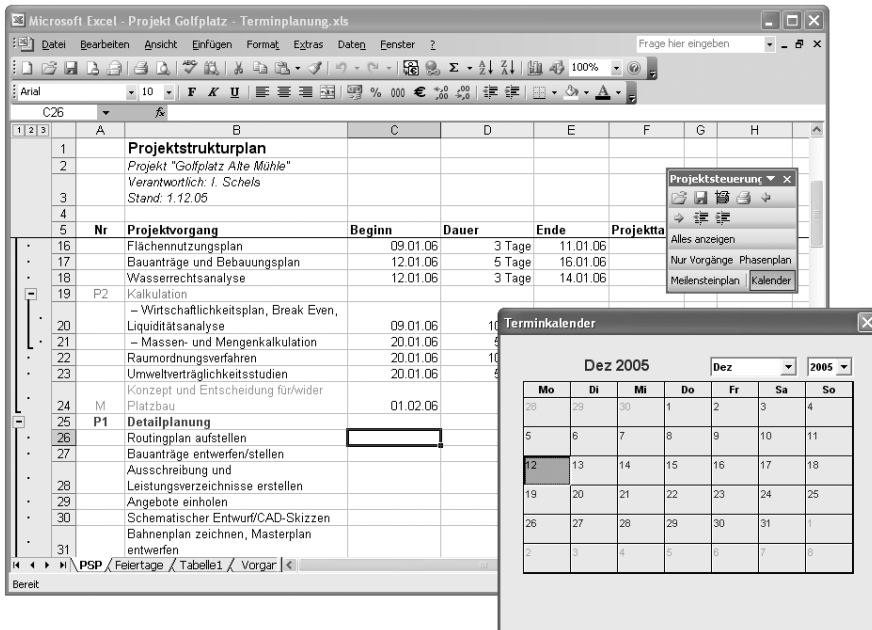 Microsoft Excel - Projekt Golfplatz - Terminplanung.xls
Datei Bearbeiten Ansicht Einfügen Format Extras Daten Fenster ? Frage hier eingeben
100%
Arial 10 F K U % 000 €
C26 fx
1 2 3 A B C D E F G H
1 Projektstrukturplan
2 Projekt "Golfplatz Alte Mühle"
Verantwortlich: I. Schels
3 Stand: 1.12.05
4
5 Nr Projektvorgang Beginn Dauer Ende Projektta
16 Flächennutzungsplan 09.01.06 3 Tage 11.01.06
17 Bauanträge und Bebauungsplan 12.01.06 5 Tage 16.01.06
18 Wasserrechtsanalyse 12.01.06 3 Tage 14.01.06
19 P2 Kalkulation
– Wirtschaftlichkeitsplan, Break Even,
20 Liquiditätsanalyse 09.01.06 10
21 – Massen- und Mengenkalkulation 20.01.06 5
22 Raumordnungsverfahren 20.01.06 10
23 Umweltverträglichkeitsstudien 20.01.06 5
Konzept und Entscheidung für/wider
24 M Platzbau 01.02.06
25 P1 Detailplanung
26 Routingplan aufstellen
27 Bauanträge entwerfen/stellen
Ausschreibung und
28 Leistungsverzeichnisse erstellen
29 Angebote einholen
30 Schematischer Entwurf/CAD-Skizzen
Bahnenplan zeichnen, Masterplan
31 entwerfen
PSP Feiertage Tabelle1 Vorgar
Bereit
Projektsteuerung
Alles anzeigen
Nur Vorgänge Phasenplan
Meilensteinplan Kalender
Terminkalender
Dez 2005 Dez 2005
Mo Di Mi Do Fr Sa So
28 29 30 1 2 3 4
5 6 7 8 9 10 11
12 13 14 15 16 17 18
19 20 21 22 23 24 25
26 27 28 29 30 31 1
2 3 4 5 6 7 8